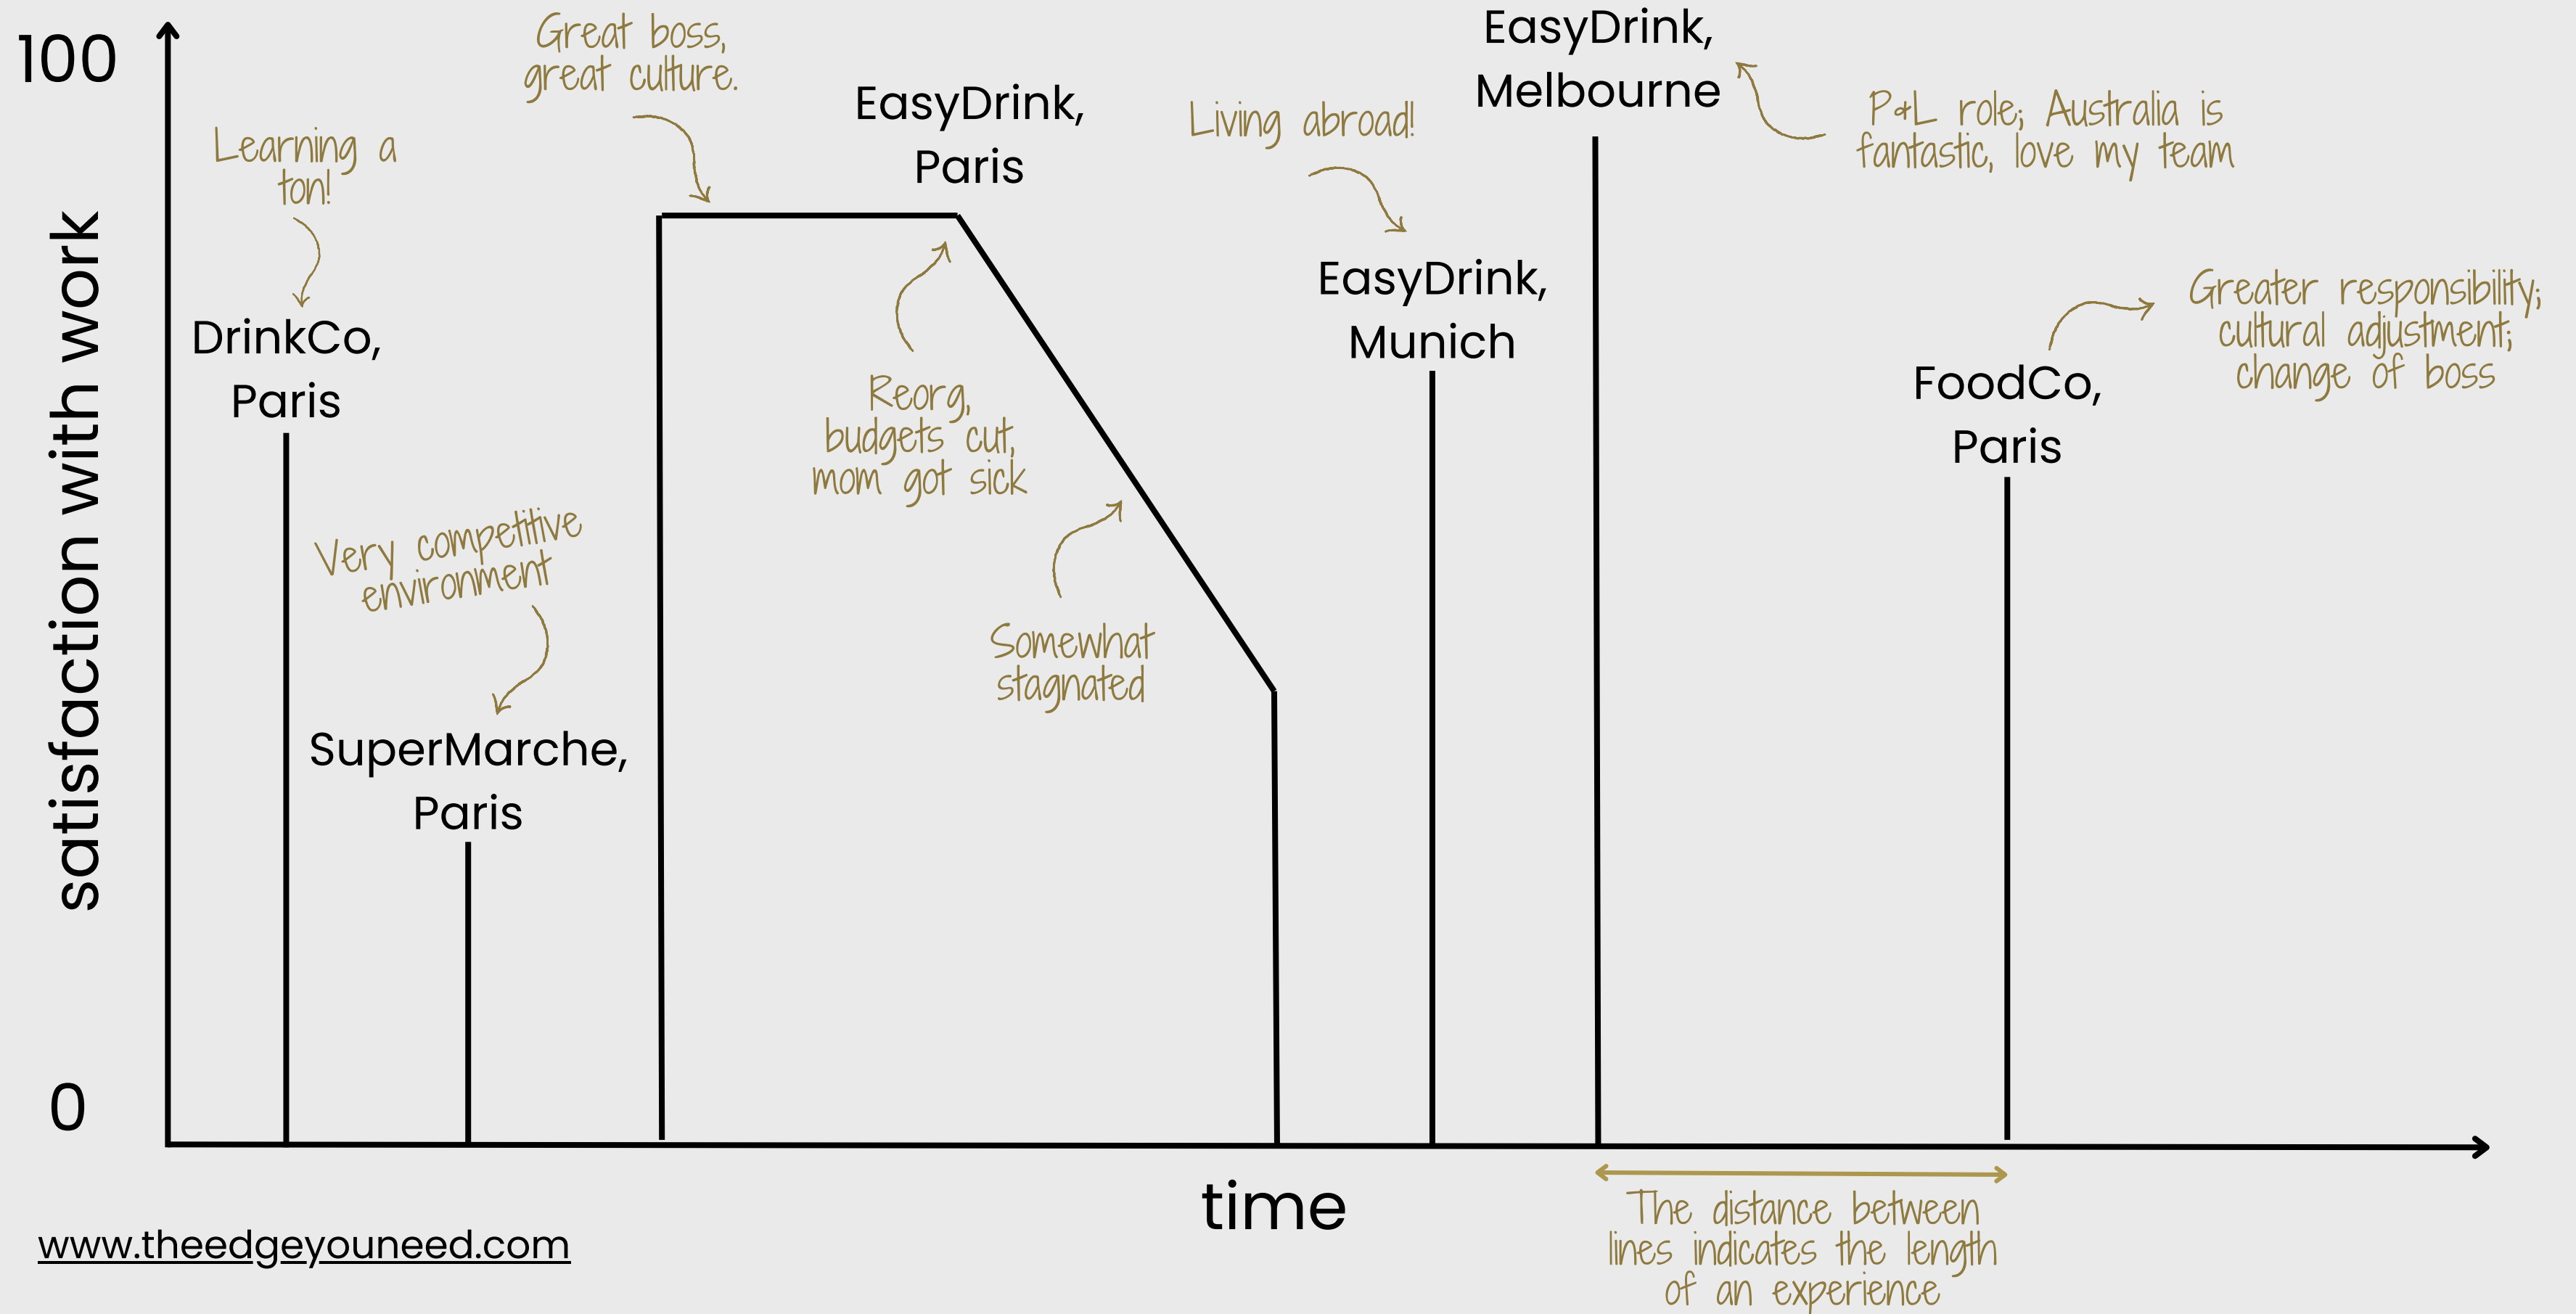 100
satisfaction with work
0
Learning a
ton!
DrinkCo,
Paris
Very competitive
environment
SuperMarche,
Paris
Great boss,
great culture.
EasyDrink,
Paris
Reorg,
budgets cut,
mom got sick
Somewhat
stagnated
Living abroad!
EasyDrink,
Munich
EasyDrink,
Melbourne
P&L role; Australia is
fantastic, love my team
FoodCo,
Paris
Greater responsibility;
cultural adjustment;
change of boss
time
The distance between
lines indicates the length
of an experience
www.theedgeyouneed.com